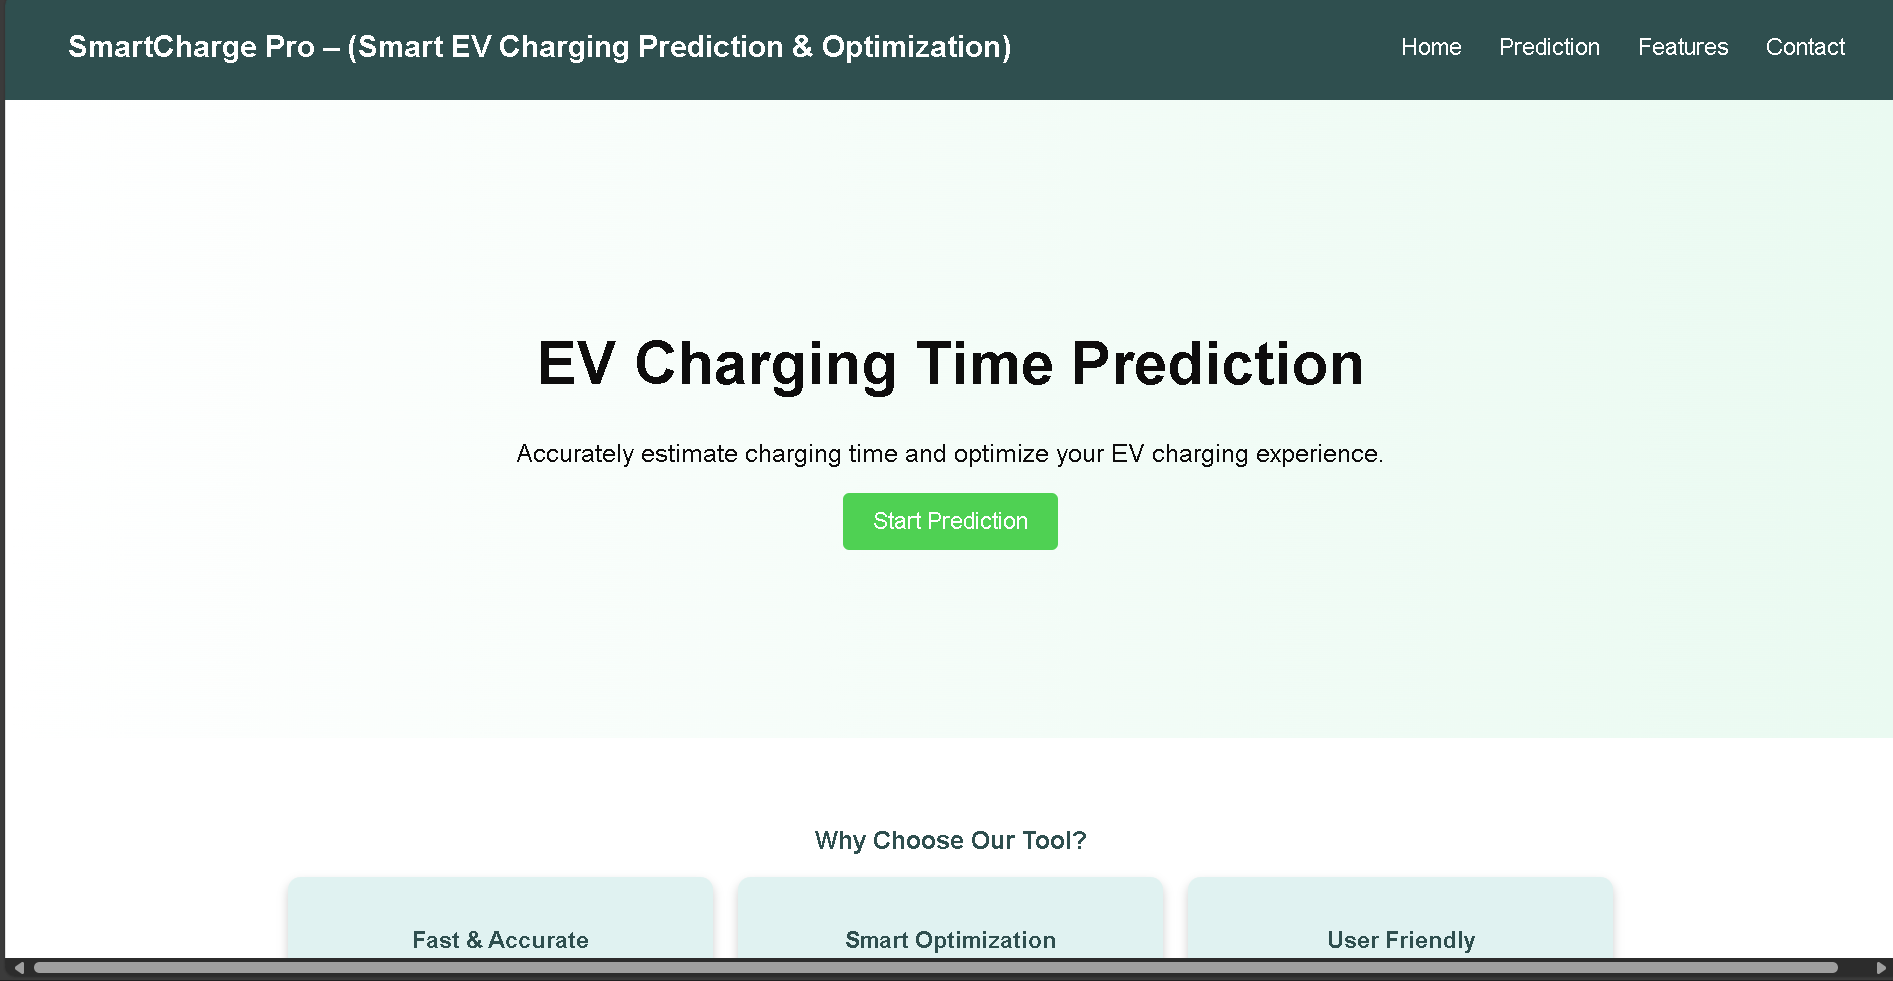 SmartCharge Pro – (Smart EV Charging Prediction & Optimization)
Home Prediction Features Contact
EV Charging Time Prediction
Accurately estimate charging time and optimize your EV charging experience.
Start Prediction
Why Choose Our Tool?
Fast & Accurate
Smart Optimization
User Friendly